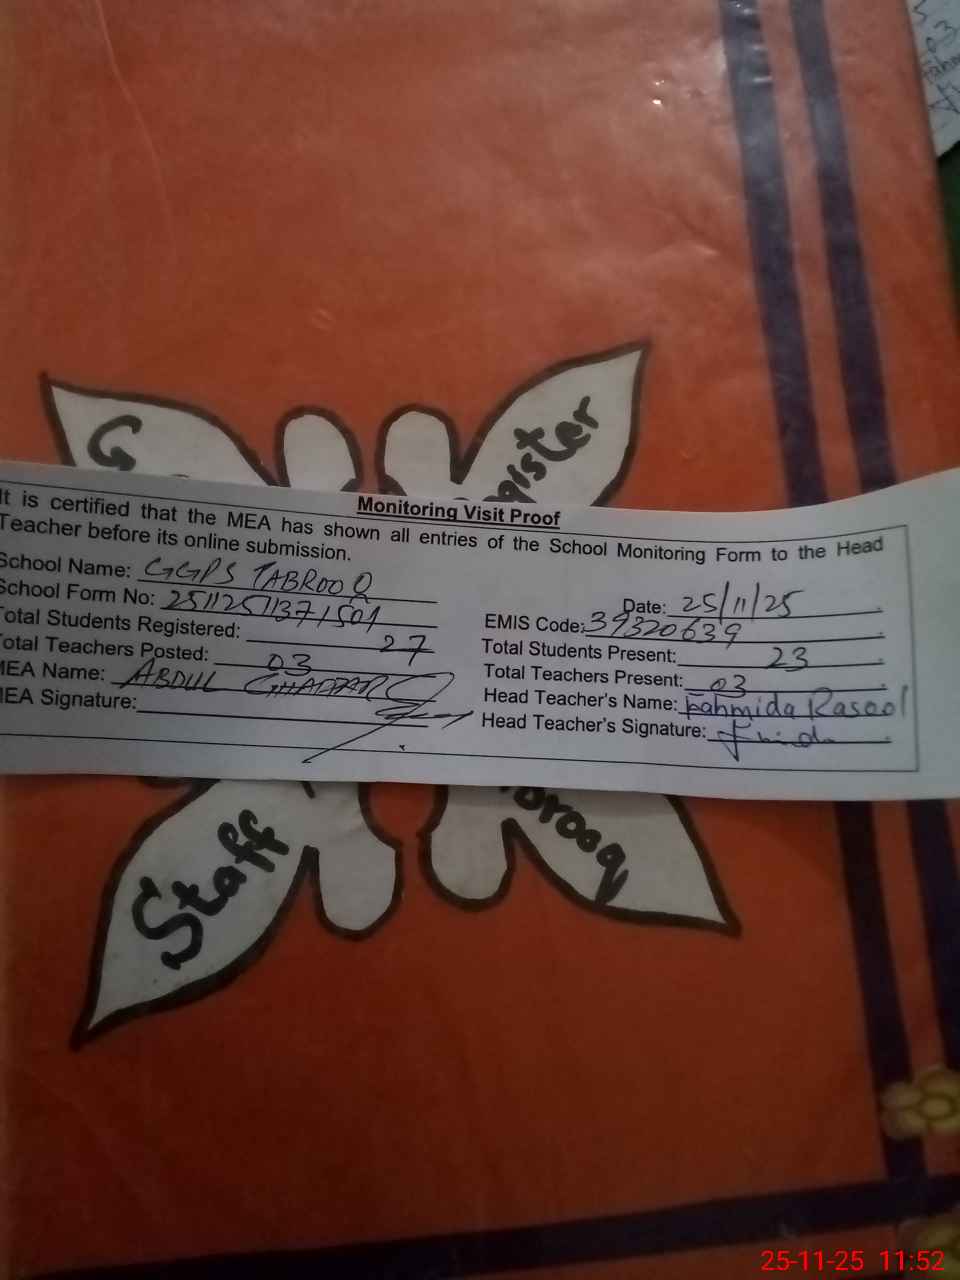 G
gister
Monitoring Visit Proof
It is certified that the MEA has shown all entries of the School Monitoring Form to the Head
Teacher before its online submission.
School Name: GGPS TABROOQ
Date: 25/11/25
School Form No: 25112511371501
EMIS Code: 39320639
Total Students Registered: 27
Total Students Present: 23
Total Teachers Posted: 03
Total Teachers Present: 03
MEA Name: ABDUL GHAFFAR
Head Teacher's Name: Fahmida Rasool
MEA Signature:
Head Teacher's Signature:
Staff
brooq
25-11-25 11:52